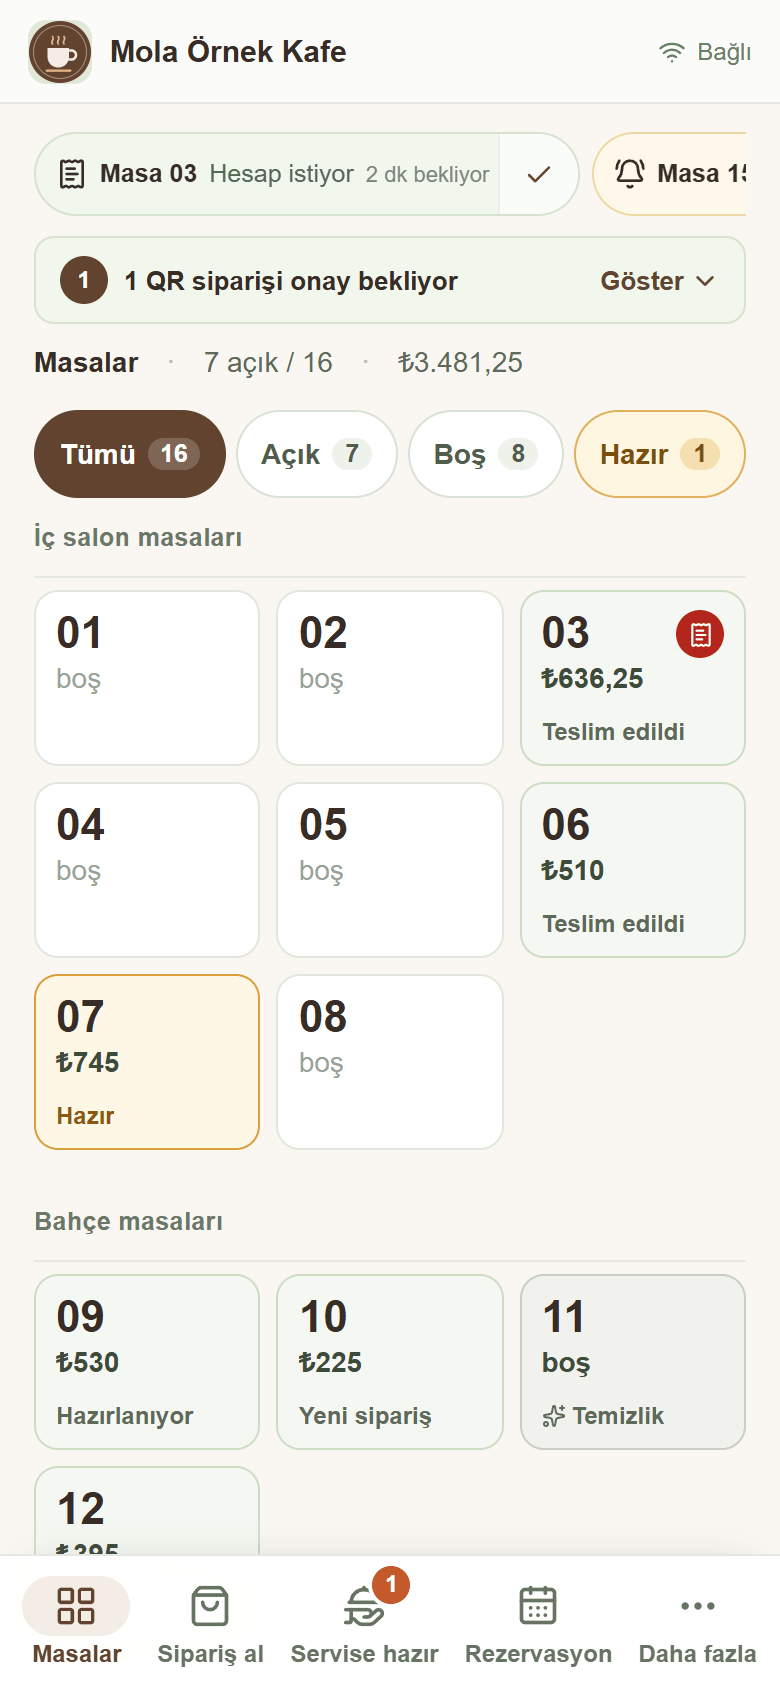 Mola Örnek Kafe
Bağlı
Masa 03 Hesap istiyor 2 dk bekliyor
Masa 15
1 1 QR siparişi onay bekliyor Göster
Masalar · 7 açık / 16 · ₺3.481,25
Tümü 16 Açık 7 Boş 8 Hazır 1
İç salon masaları
01
boş
02
boş
03
₺636,25
Teslim edildi
04
boş
05
boş
06
₺510
Teslim edildi
07
₺745
Hazır
08
boş
Bahçe masaları
09
₺530
Hazırlanıyor
10
₺225
Yeni sipariş
11
boş
Temizlik
12
₺395
Masalar
Sipariş al
1
Servise hazır
Rezervasyon
Daha fazla